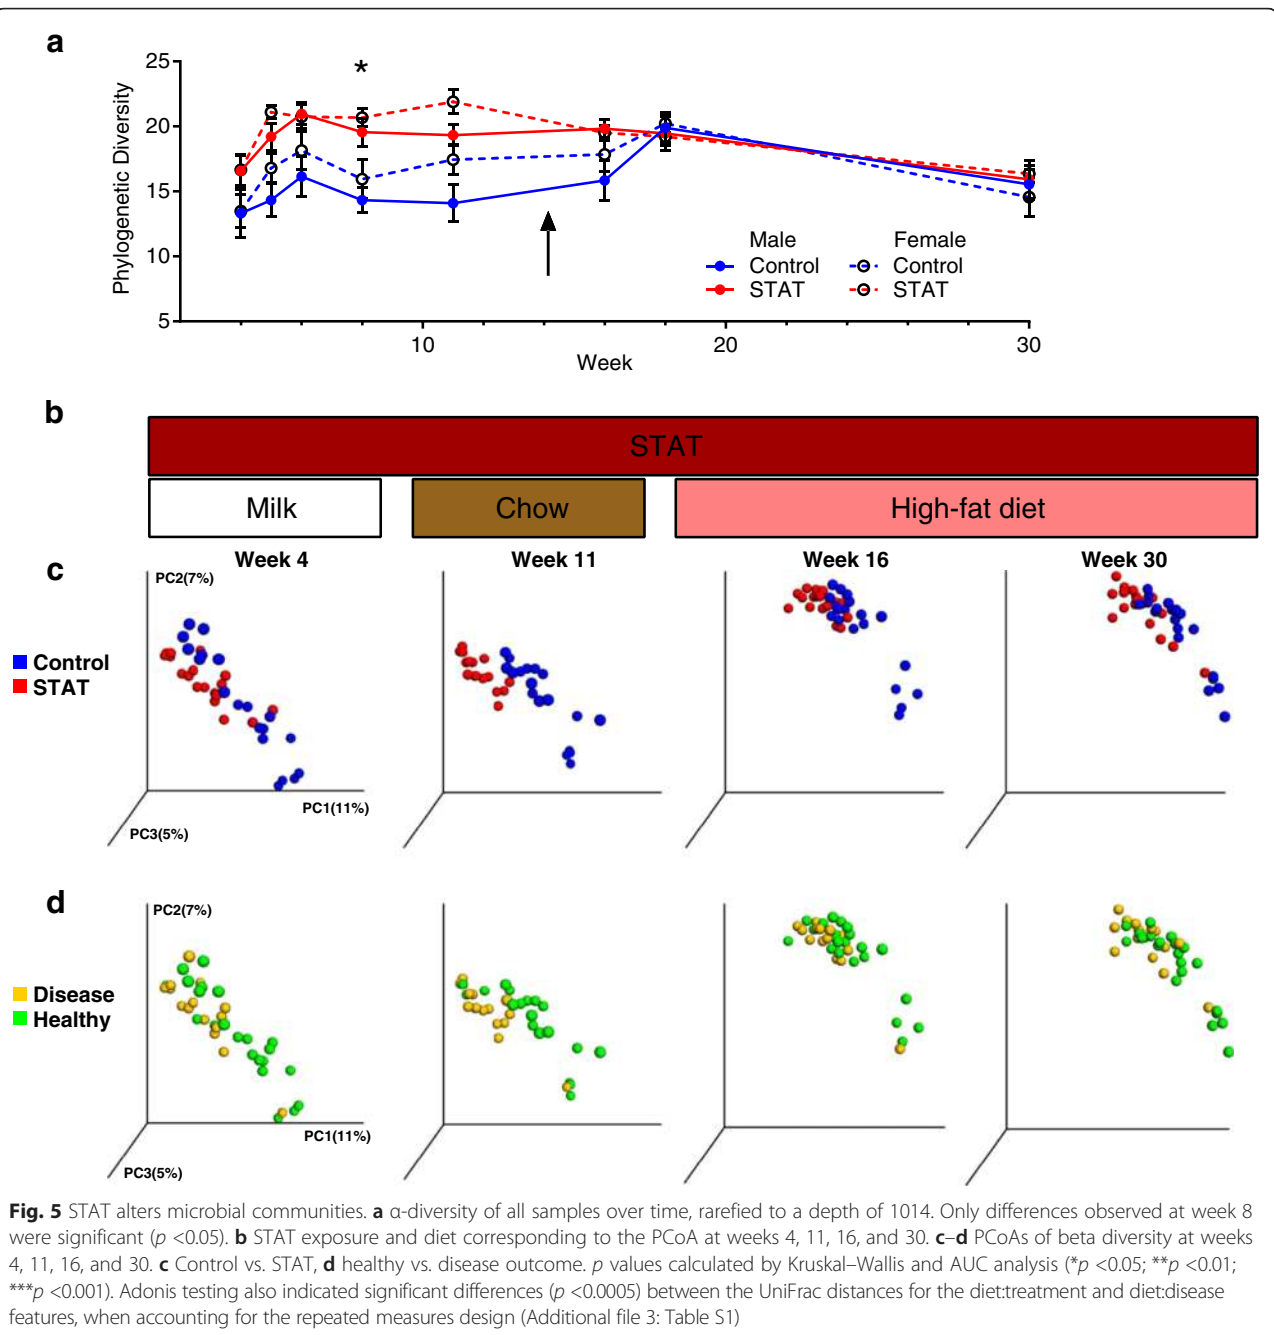 a
*
25
20
15
10
5
Phylogenetic Diversity
10 20 30
Week
Male Female
Control Control
STAT STAT
b
STAT
Milk Chow High-fat diet
Week 4 Week 11 Week 16 Week 30
c
PC2(7%)
Control
STAT
PC1(11%)
PC3(5%)
d
PC2(7%)
Disease
Healthy
PC1(11%)
PC3(5%)
Fig. 5 STAT alters microbial communities. a α-diversity of all samples over time, rarefied to a depth of 1014. Only differences observed at week 8
were significant (p <0.05). b STAT exposure and diet corresponding to the PCoA at weeks 4, 11, 16, and 30. c–d PCoAs of beta diversity at weeks
4, 11, 16, and 30. c Control vs. STAT, d healthy vs. disease outcome. p values calculated by Kruskal–Wallis and AUC analysis (*p <0.05; **p <0.01;
***p <0.001). Adonis testing also indicated significant differences (p <0.0005) between the UniFrac distances for the diet:treatment and diet:disease
features, when accounting for the repeated measures design (Additional file 3: Table S1)